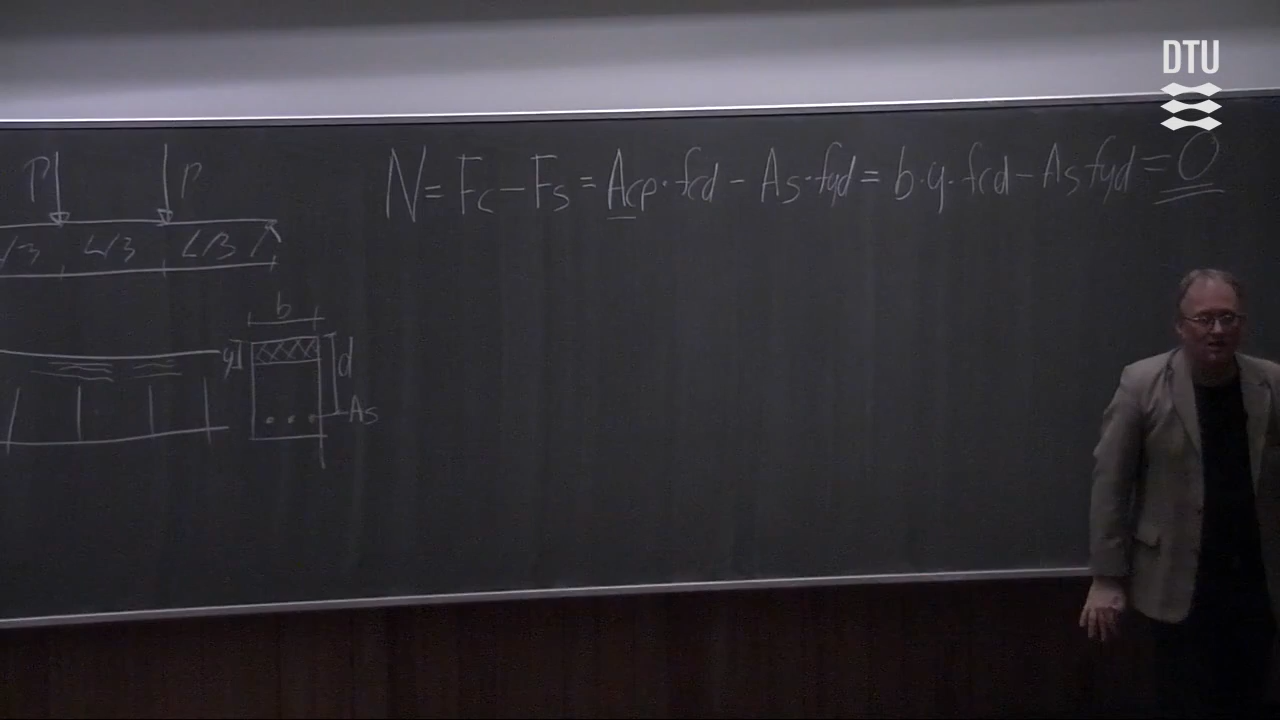 DTU
N = Fc - Fs = Acp · fcd - As · fyd = b · y · fcd - As fyd = 0
P P
L/3 L/3 L/3
b
y d
As